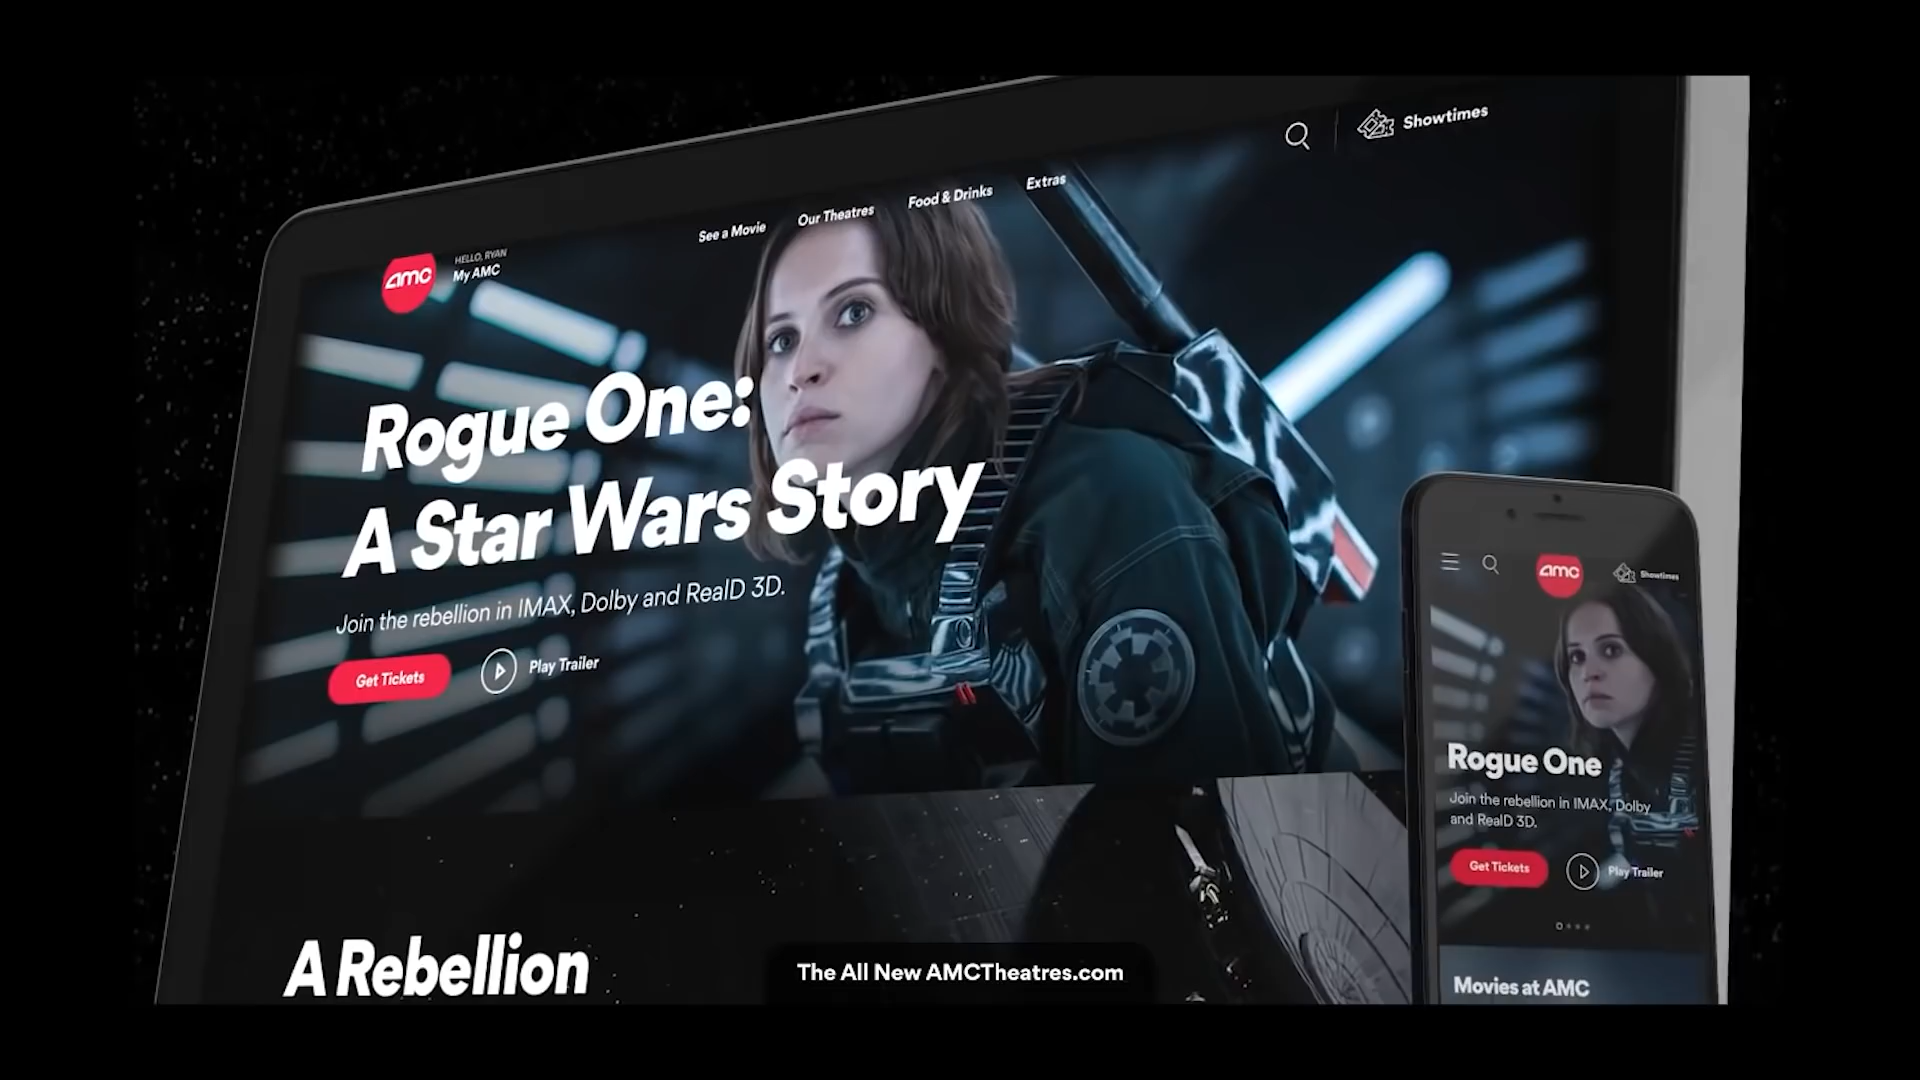 Showtimes
See a Movie
Our Theatres
Food & Drinks
Extras
amc
HELLO, RYAN
My AMC
Rogue One:
A Star Wars Story
Join the rebellion in IMAX, Dolby and RealD 3D.
Get Tickets
Play Trailer
A Rebellion
amc
Showtimes
Rogue One
Join the rebellion in IMAX, Dolby
and RealD 3D.
Get Tickets
Play Trailer
Movies at AMC
The All New AMCTheatres.com